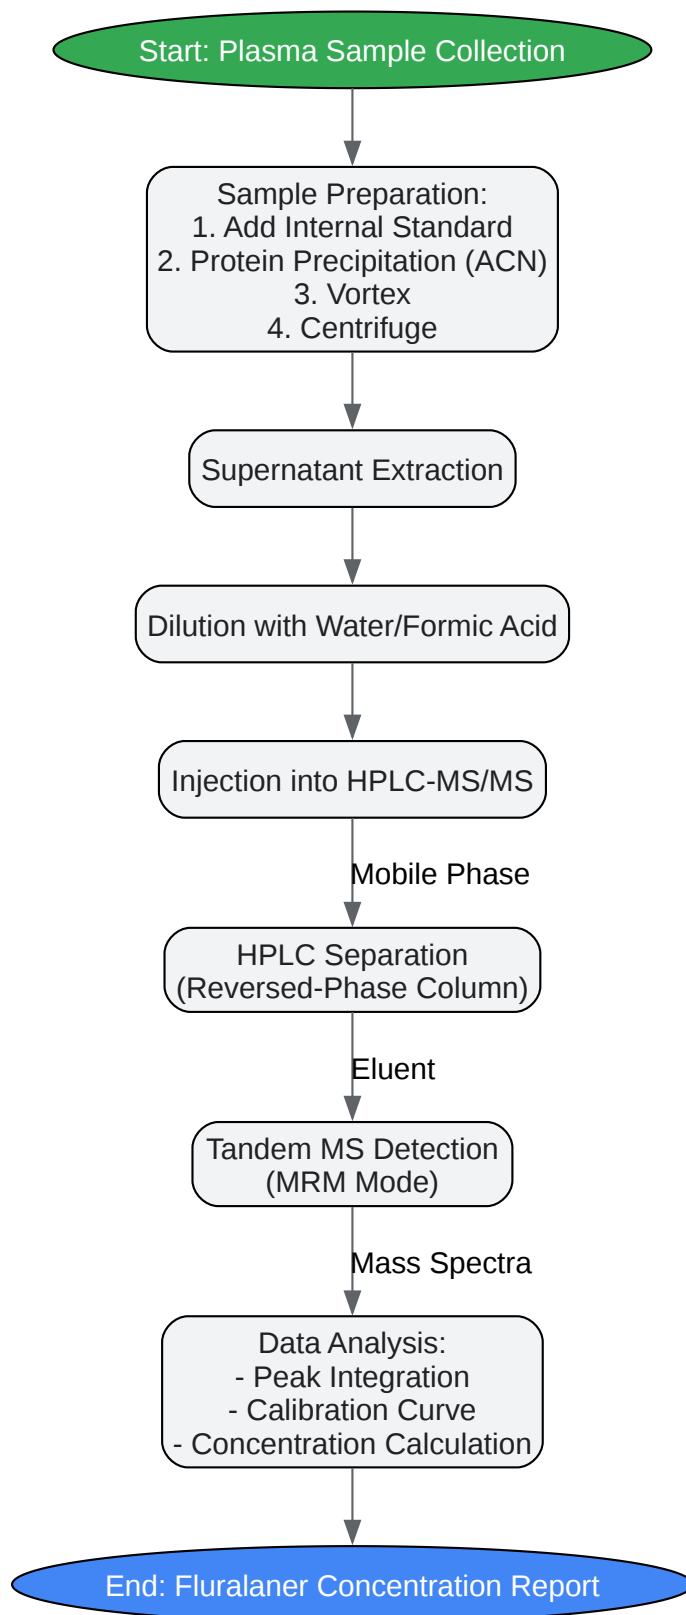 Start: Plasma Sample Collection
Sample Preparation:
1. Add Internal Standard
2. Protein Precipitation (ACN)
3. Vortex
4. Centrifuge
Supernatant Extraction
Dilution with Water/Formic Acid
Injection into HPLC-MS/MS
Mobile Phase
HPLC Separation
(Reversed-Phase Column)
Eluent
Tandem MS Detection
(MRM Mode)
Mass Spectra
Data Analysis:
- Peak Integration
- Calibration Curve
- Concentration Calculation
End: Fluralaner Concentration Report